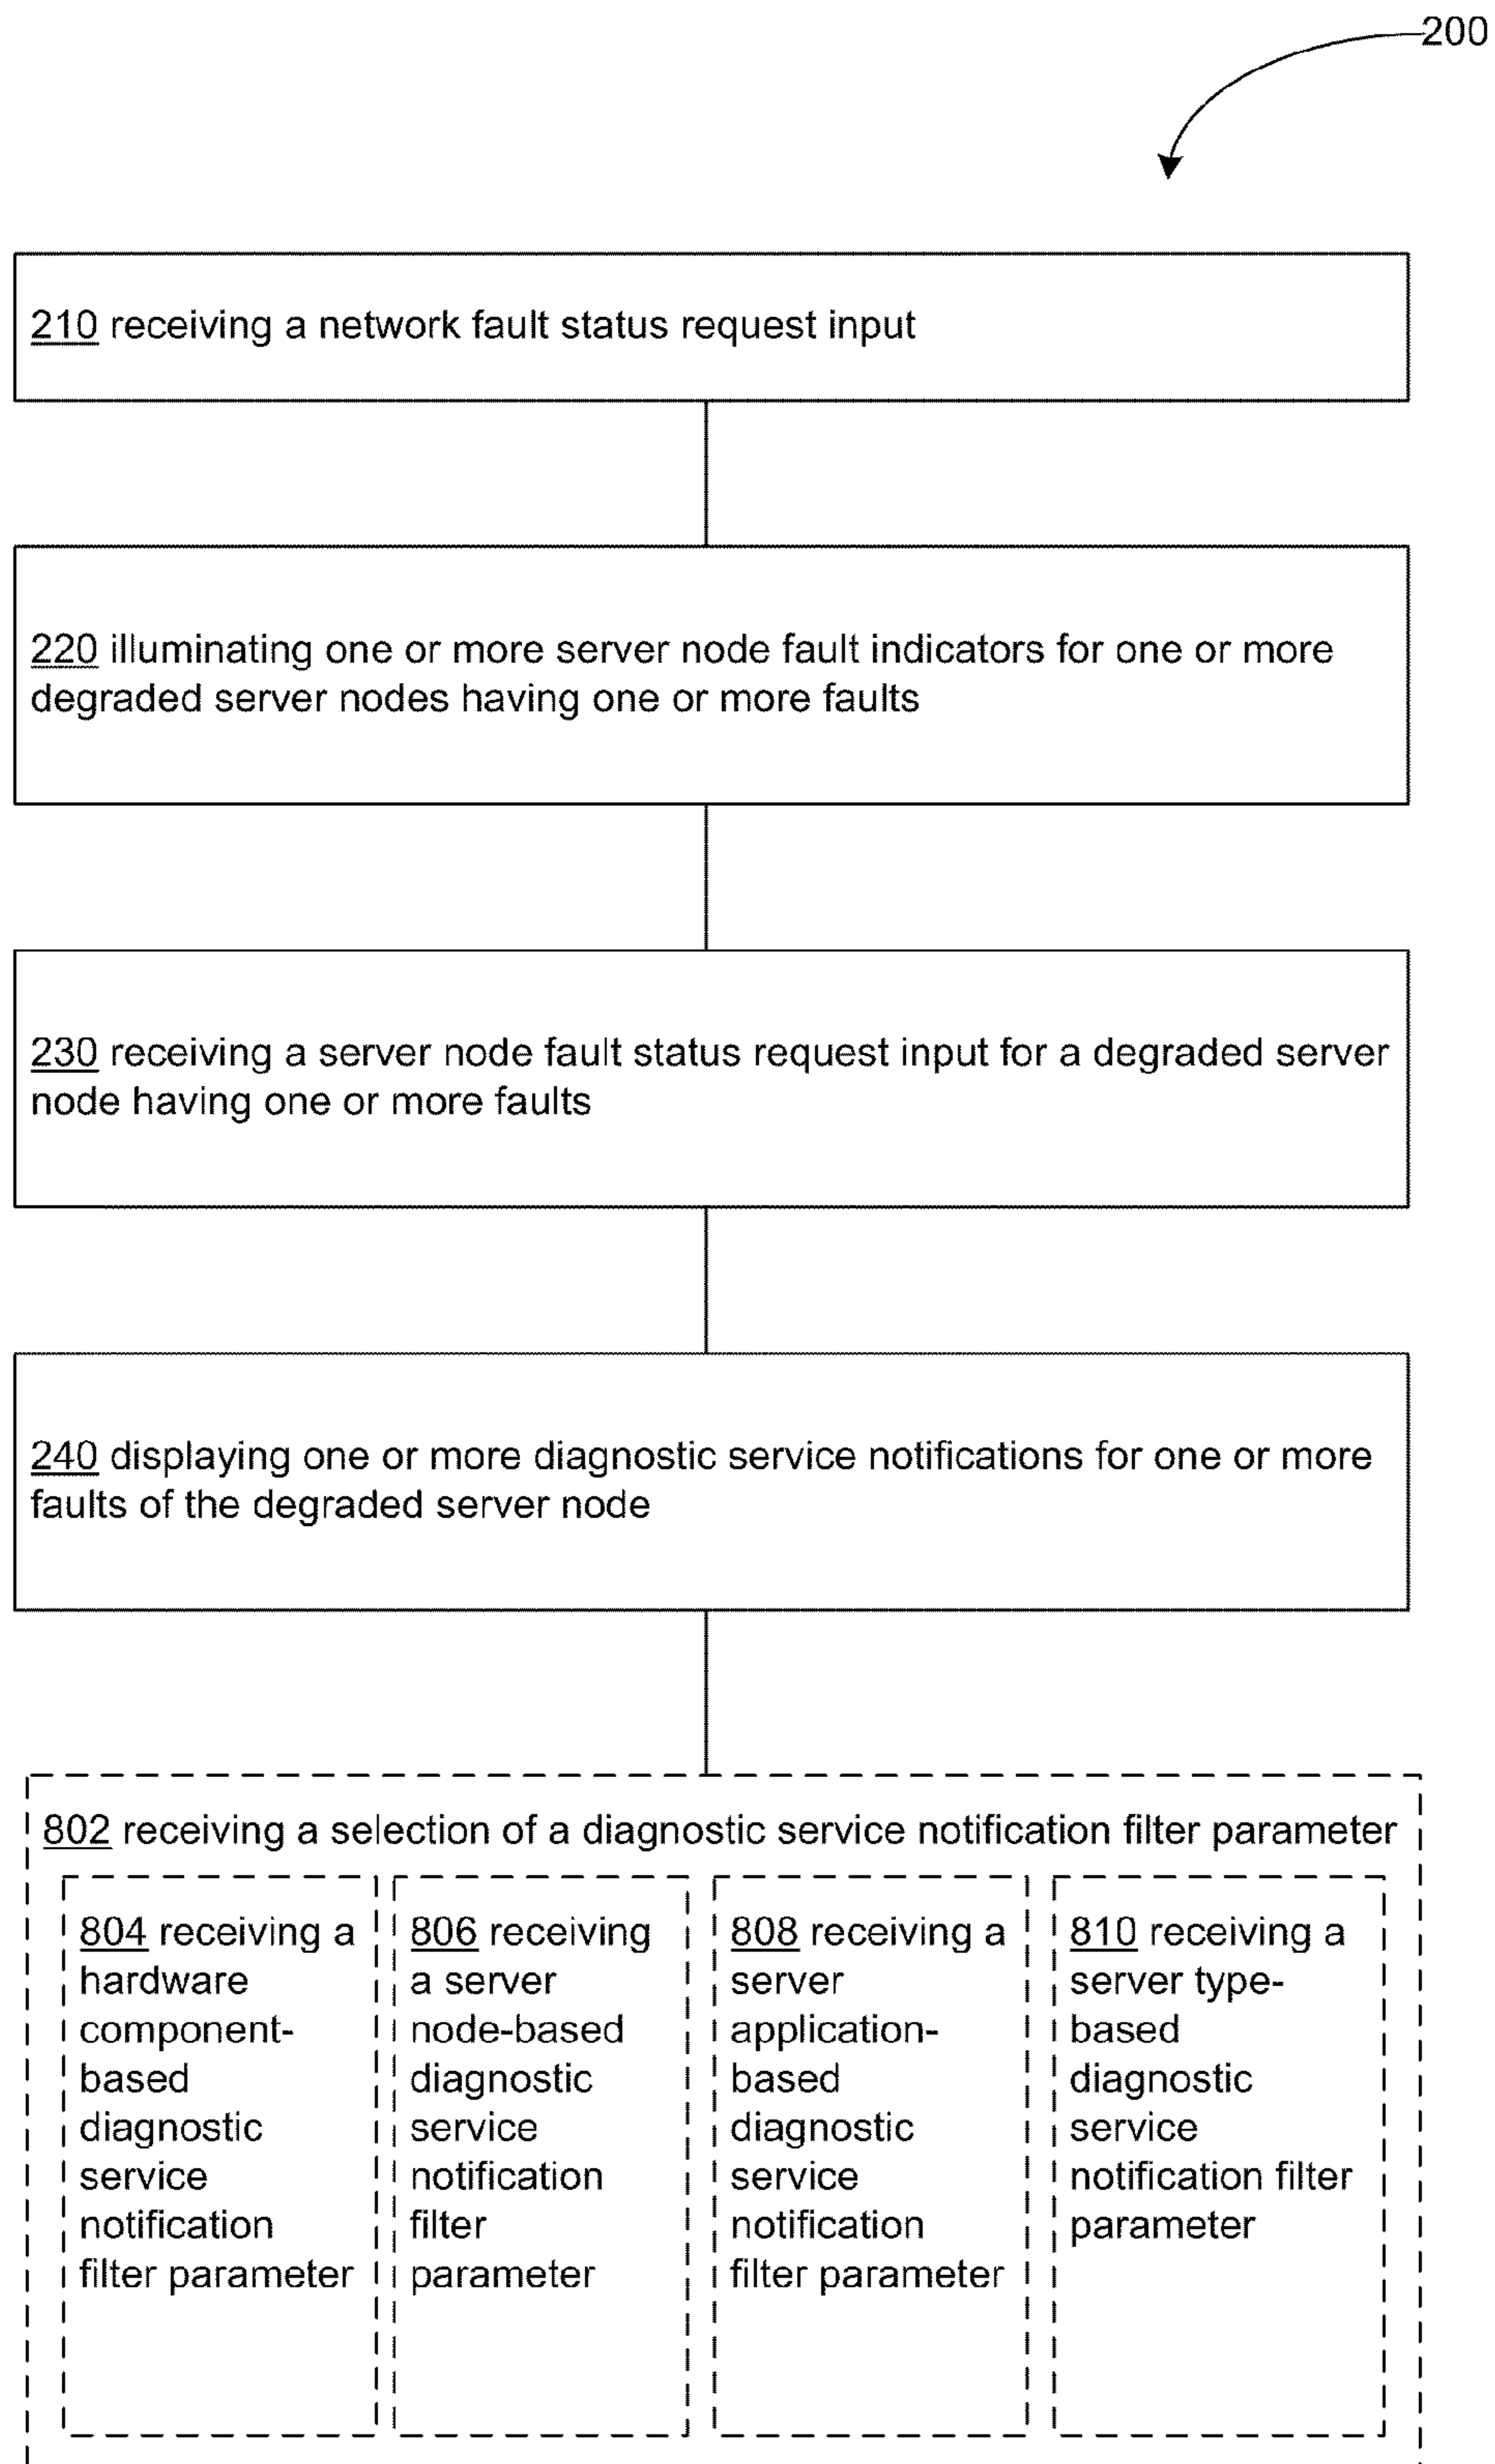 200
210 receiving a network fault status request input
220 illuminating one or more server node fault indicators for one or more
degraded server nodes having one or more faults
230 receiving a server node fault status request input for a degraded server
node having one or more faults
240 displaying one or more diagnostic service notifications for one or more
faults of the degraded server node
802 receiving a selection of a diagnostic service notification filter parameter
804 receiving a
hardware
component-
based
diagnostic
service
notification
filter parameter
806 receiving
a server
node-based
diagnostic
service
notification
filter
parameter
808 receiving a
server
application-
based
diagnostic
service
notification
filter parameter
810 receiving a
server type-
based
diagnostic
service
notification filter
parameter